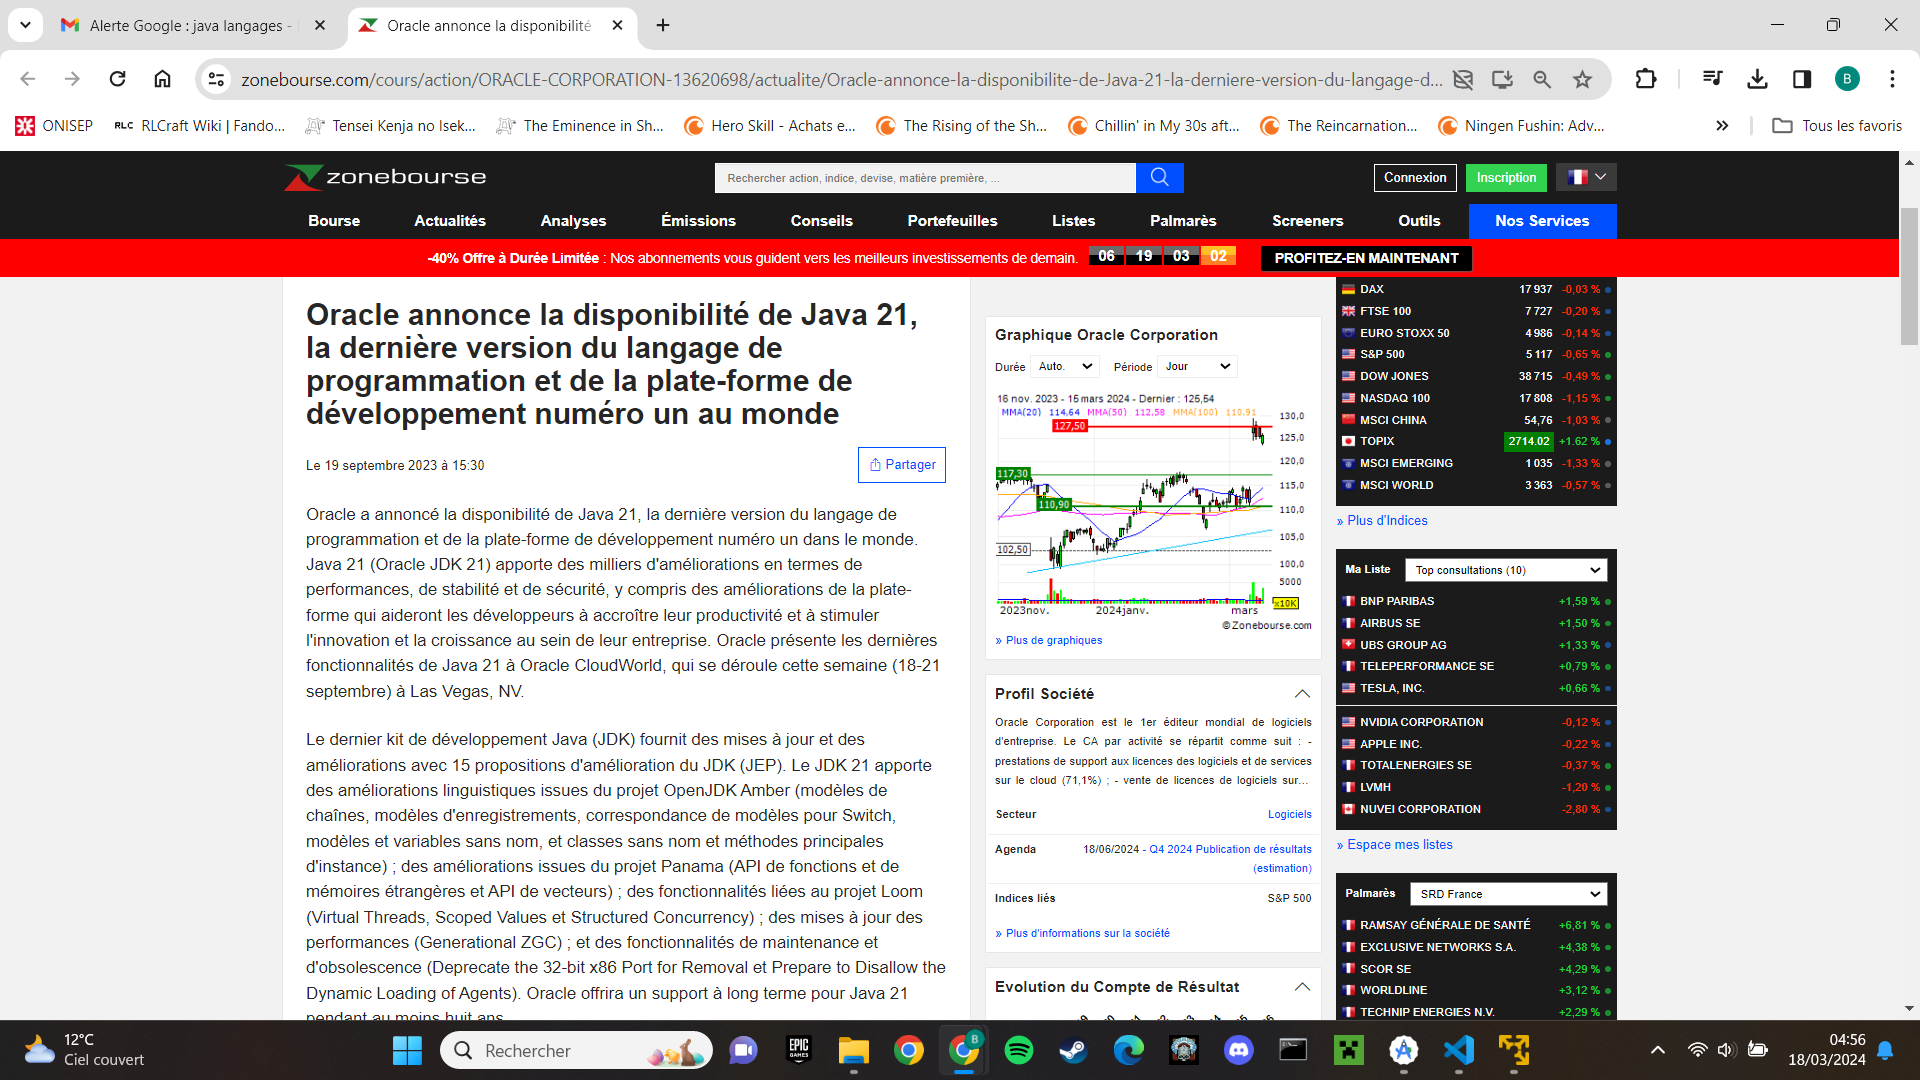 Alerte Google : java langages -
Oracle annonce la disponibilité
zonebourse.com/cours/action/ORACLE-CORPORATION-13620698/actualite/Oracle-annonce-la-disponibilite-de-Java-21-la-derniere-version-du-langage-d...
B
ONISEP
RLC RLCraft Wiki | Fando...
Tensei Kenja no Isek...
The Eminence in Sh...
Hero Skill - Achats e...
The Rising of the Sh...
Chillin' in My 30s aft...
The Reincarnation...
Ningen Fushin: Adv...
Tous les favoris
zonebourse
Rechercher action, indice, devise, matière première, ...
Connexion
Inscription
Bourse
Actualités
Analyses
Émissions
Conseils
Portefeuilles
Listes
Palmarès
Screeners
Outils
Nos Services
-40% Offre à Durée Limitée : Nos abonnements vous guident vers les meilleurs investissements de demain. 06 19 03 02 PROFITEZ-EN MAINTENANT
Oracle annonce la disponibilité de Java 21,
la dernière version du langage de
programmation et de la plate-forme de
développement numéro un au monde
Le 19 septembre 2023 à 15:30
Partager
Oracle a annoncé la disponibilité de Java 21, la dernière version du langage de
programmation et de la plate-forme de développement numéro un dans le monde.
Java 21 (Oracle JDK 21) apporte des milliers d'améliorations en termes de
performances, de stabilité et de sécurité, y compris des améliorations de la plate-
forme qui aideront les développeurs à accroître leur productivité et à stimuler
l'innovation et la croissance au sein de leur entreprise. Oracle présente les dernières
fonctionnalités de Java 21 à Oracle CloudWorld, qui se déroule cette semaine (18-21
septembre) à Las Vegas, NV.
Le dernier kit de développement Java (JDK) fournit des mises à jour et des
améliorations avec 15 propositions d'amélioration du JDK (JEP). Le JDK 21 apporte
des améliorations linguistiques issues du projet OpenJDK Amber (modèles de
chaînes, modèles d'enregistrements, correspondance de modèles pour Switch,
modèles et variables sans nom, et classes sans nom et méthodes principales
d'instance) ; des améliorations issues du projet Panama (API de fonctions et de
mémoires étrangères et API de vecteurs) ; des fonctionnalités liées au projet Loom
(Virtual Threads, Scoped Values et Structured Concurrency) ; des mises à jour des
performances (Generational ZGC) ; et des fonctionnalités de maintenance et
d'obsolescence (Deprecate the 32-bit x86 Port for Removal et Prepare to Disallow the
Dynamic Loading of Agents). Oracle offrira un support à long terme pour Java 21
pendant au moins huit ans.
Graphique Oracle Corporation
Durée Auto. Période Jour
16 nov. 2023 - 15 mars 2024 - Dernier : 125,54
MMA(20) 114,64 MMA(50) 112,58 MMA(100) 110,91
127,50
117,30
110,90
102,50
130,0
125,0
120,0
115,0
110,0
105,0
100,0
5000
x10K
2023nov. 2024janv. mars
©Zonebourse.com
» Plus de graphiques
Profil Société
Oracle Corporation est le 1er éditeur mondial de logiciels
d'entreprise. Le CA par activité se répartit comme suit : -
prestations de support aux licences des logiciels et de services
sur le cloud (71,1%) ; - vente de licences de logiciels sur...
Secteur Logiciels
Agenda 18/06/2024 - Q4 2024 Publication de résultats
(estimation)
Indices liés S&P 500
» Plus d'informations sur la société
Evolution du Compte de Résultat
DAX 17 937 -0,03 %
FTSE 100 7 727 -0,20 %
EURO STOXX 50 4 986 -0,14 %
S&P 500 5 117 -0,65 %
DOW JONES 38 715 -0,49 %
NASDAQ 100 17 808 -1,15 %
MSCI CHINA 54,76 -1,03 %
TOPIX 2714.02 +1.62 %
MSCI EMERGING 1 035 -1,33 %
MSCI WORLD 3 363 -0,57 %
» Plus d'Indices
Ma Liste Top consultations (10)
BNP PARIBAS +1,59 %
AIRBUS SE +1,50 %
UBS GROUP AG +1,33 %
TELEPERFORMANCE SE +0,79 %
TESLA, INC. +0,66 %
NVIDIA CORPORATION -0,12 %
APPLE INC. -0,22 %
TOTALENERGIES SE -0,37 %
LVMH -1,20 %
NUVEI CORPORATION -2,80 %
» Espace mes listes
Palmarès SRD France
RAMSAY GÉNÉRALE DE SANTÉ +6,81 %
EXCLUSIVE NETWORKS S.A. +4,38 %
SCOR SE +4,29 %
WORLDLINE +3,12 %
TECHNIP ENERGIES N.V. +2,29 %
12°C
Ciel couvert
Rechercher
EPIC GAMES
B
04:56
18/03/2024